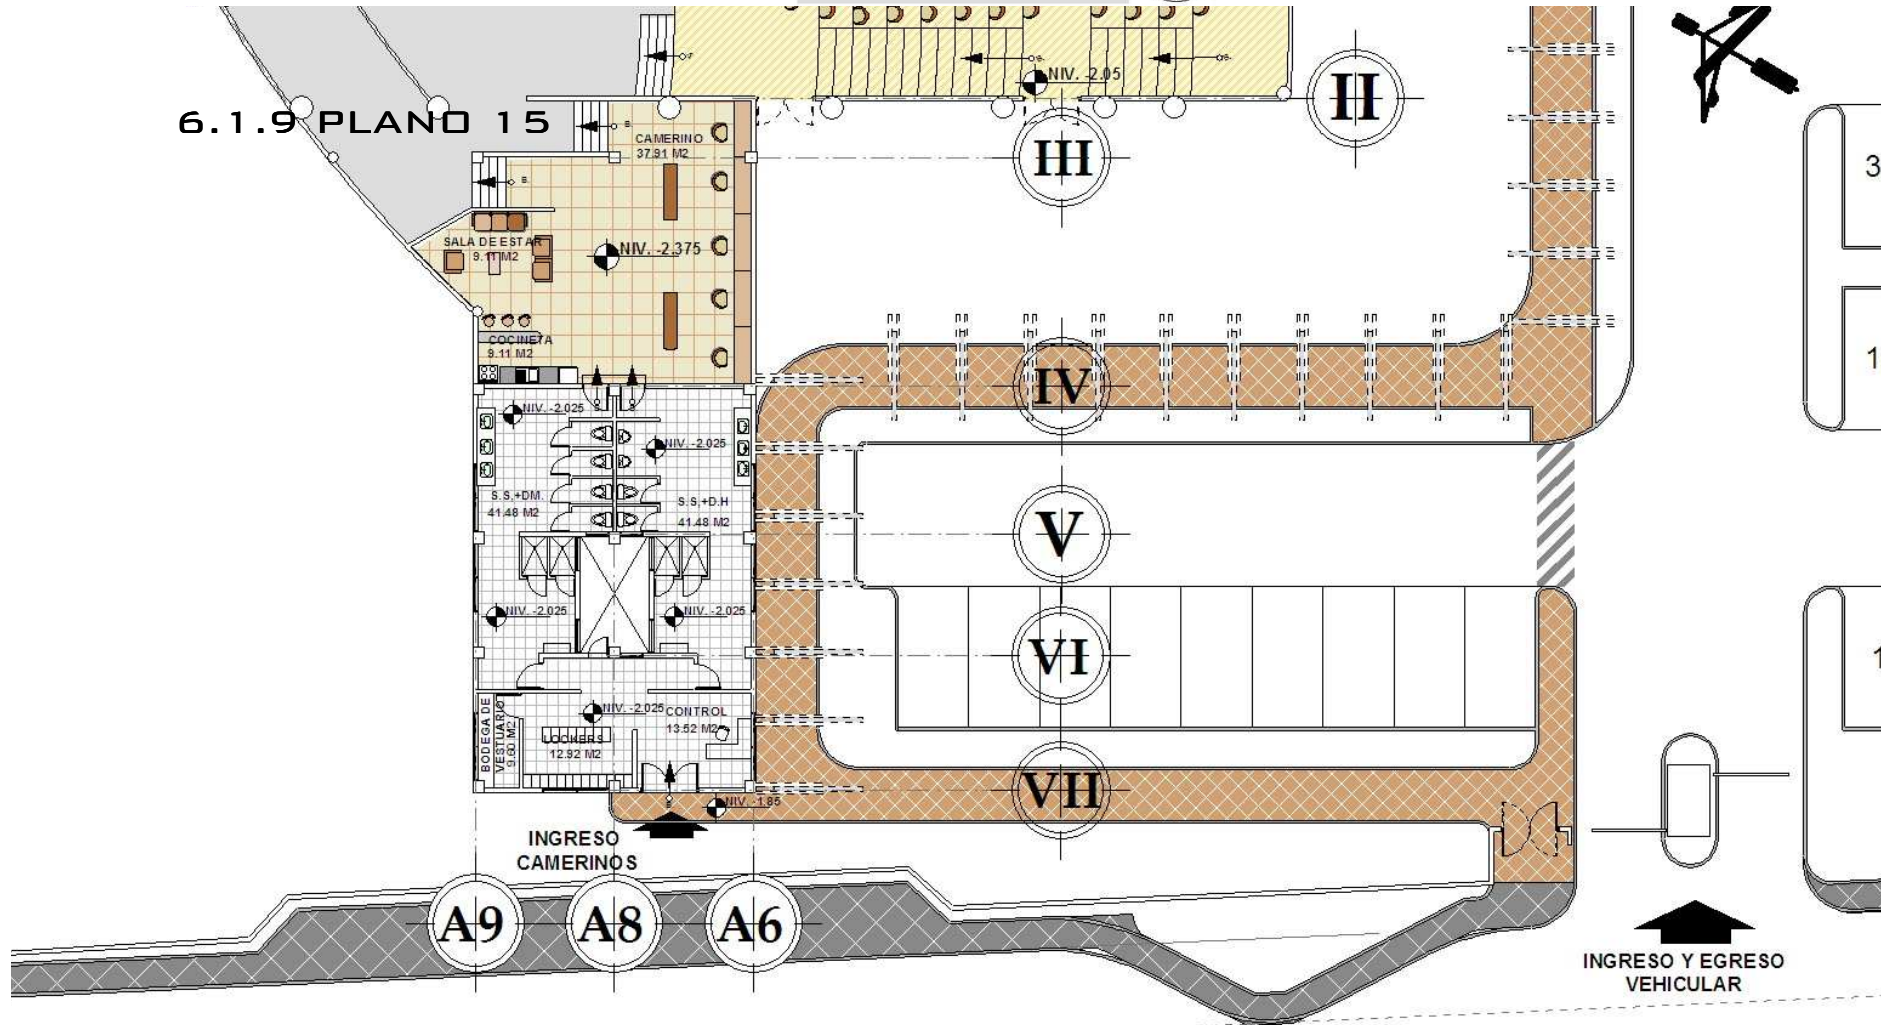 NIV. -2.05
II
6.1.9 PLANO 15
CAMERINO
37.91 M2
III
3
SALA DE ESTAR
9.11 M2
NIV. -2.375
COCINETA
9.11 M2
1
IV
NIV. -2.025
NIV. -2.025
S.S.+DM.
41.48 M2
S.S.+D.H
41.48 M2
V
NIV. -2.025
NIV. -2.025
VI
1
BODEGA DE
VESTUARIO
9.60 M2
NIV. -2.025
CONTROL
13.52 M2
LOCKERS
12.92 M2
VII
NIV. -1.85
INGRESO
CAMERINOS
A9
A8
A6
INGRESO Y EGRESO
VEHICULAR